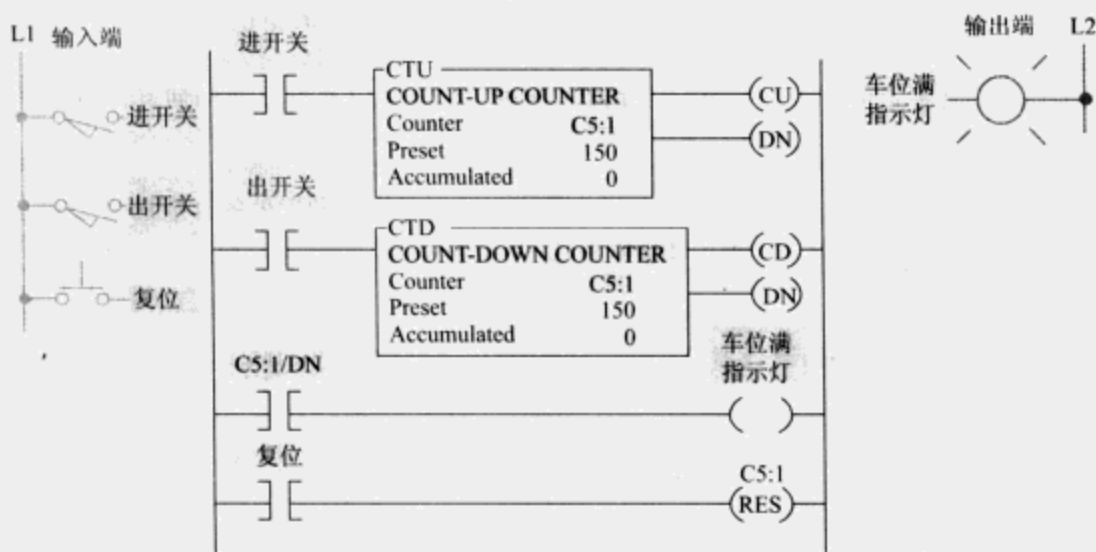 L1 输入端
进开关
出开关
复位
进开关
CTU
COUNT-UP COUNTER
Counter C5:1
Preset 150
Accumulated 0
CU
DN
出开关
CTD
COUNT-DOWN COUNTER
Counter C5:1
Preset 150
Accumulated 0
CD
DN
C5:1/DN
车位满
指示灯
复位
C5:1
RES
输出端 L2
车位满
指示灯